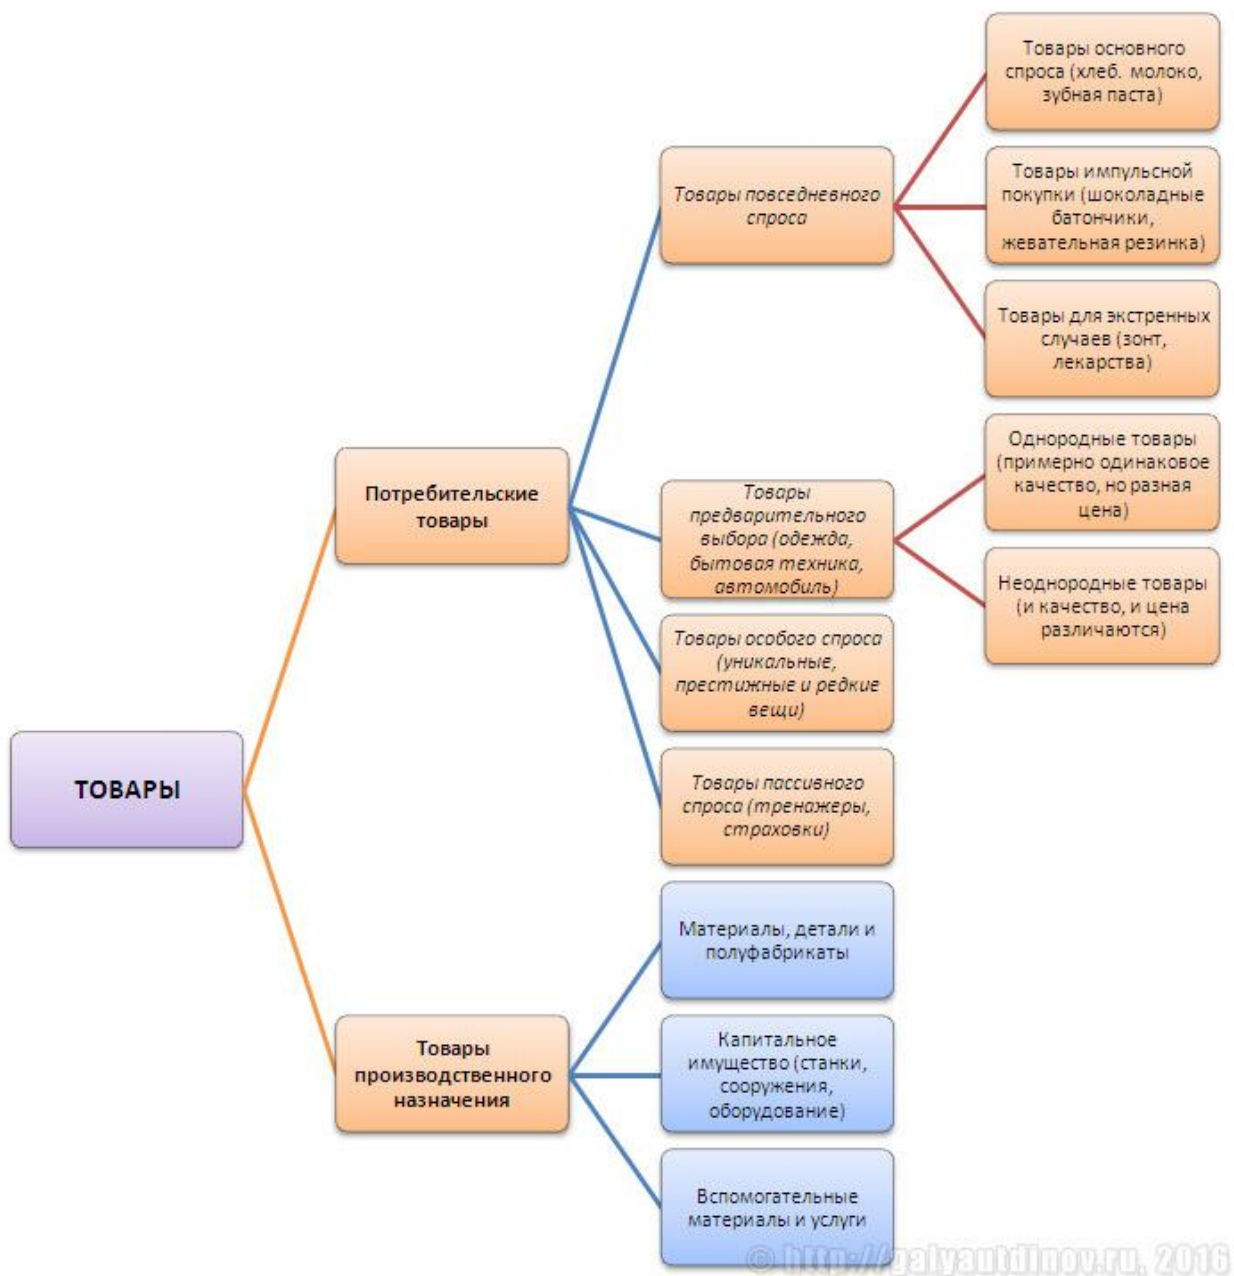 ТОВАРЫ
Потребительские
товары
Товары повседневного
спроса
Товары основного
спроса (хлеб. молоко,
зубная паста)
Товары импульсной
покупки (шоколадные
батончики,
жевательная резинка)
Товары для экстренных
случаев (зонт,
лекарства)
Товары
предварительного
выбора (одежда,
бытовая техника,
автомобиль)
Однородные товары
(примерно одинаковое
качество, но разная
цена)
Неоднородные товары
(и качество, и цена
различаются)
Товары особого спроса
(уникальные,
престижные и редкие
вещи)
Товары пассивного
спроса (тренажеры,
страховки)
Товары
производственного
назначения
Материалы, детали и
полуфабрикаты
Капитальное
имущество (станки,
сооружения,
оборудование)
Вспомогательные
материалы и услуги
© http://galyautdinov.ru, 2016